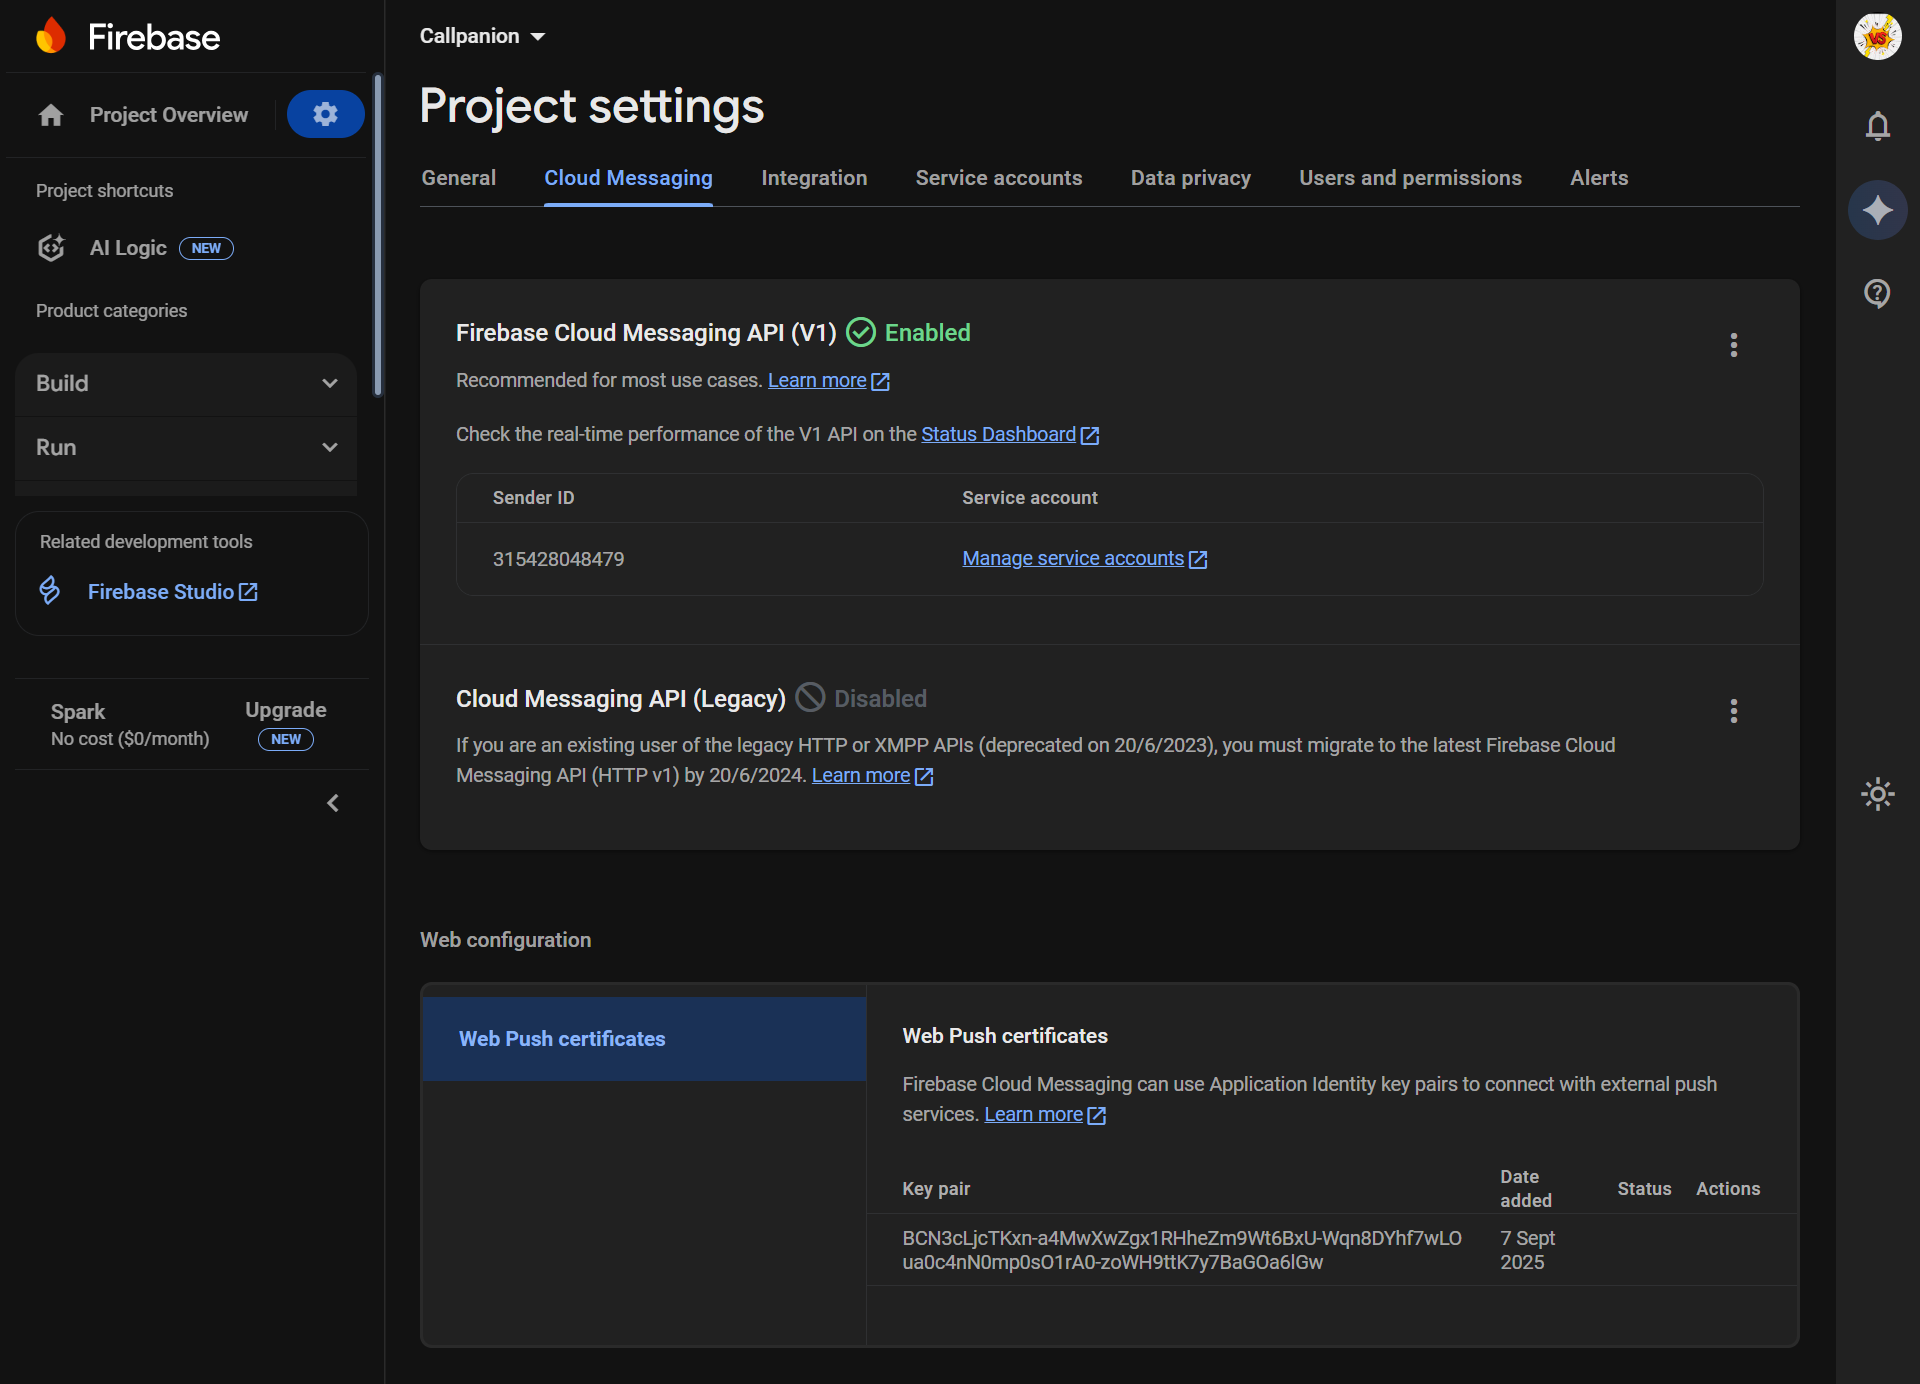 Firebase
Project Overview
Project shortcuts
AI Logic NEW
Product categories
Build
Run
Related development tools
Firebase Studio
Spark
No cost ($0/month)
Upgrade
NEW
Callpanion
Project settings
General Cloud Messaging Integration Service accounts Data privacy Users and permissions Alerts
Firebase Cloud Messaging API (V1) Enabled
Recommended for most use cases. Learn more
Check the real-time performance of the V1 API on the Status Dashboard
Sender ID Service account
315428048479 Manage service accounts
Cloud Messaging API (Legacy) Disabled
If you are an existing user of the legacy HTTP or XMPP APIs (deprecated on 20/6/2023), you must migrate to the latest Firebase Cloud
Messaging API (HTTP v1) by 20/6/2024. Learn more
Web configuration
Web Push certificates
Web Push certificates
Firebase Cloud Messaging can use Application Identity key pairs to connect with external push
services. Learn more
Key pair Date added Status Actions
BCN3cLjcTKxn-a4MwXwZgx1RHheZm9Wt6BxU-Wqn8DYhf7wLO
ua0c4nN0mp0sO1rA0-zoWH9ttK7y7BaGOa6lGw
7 Sept
2025
VS